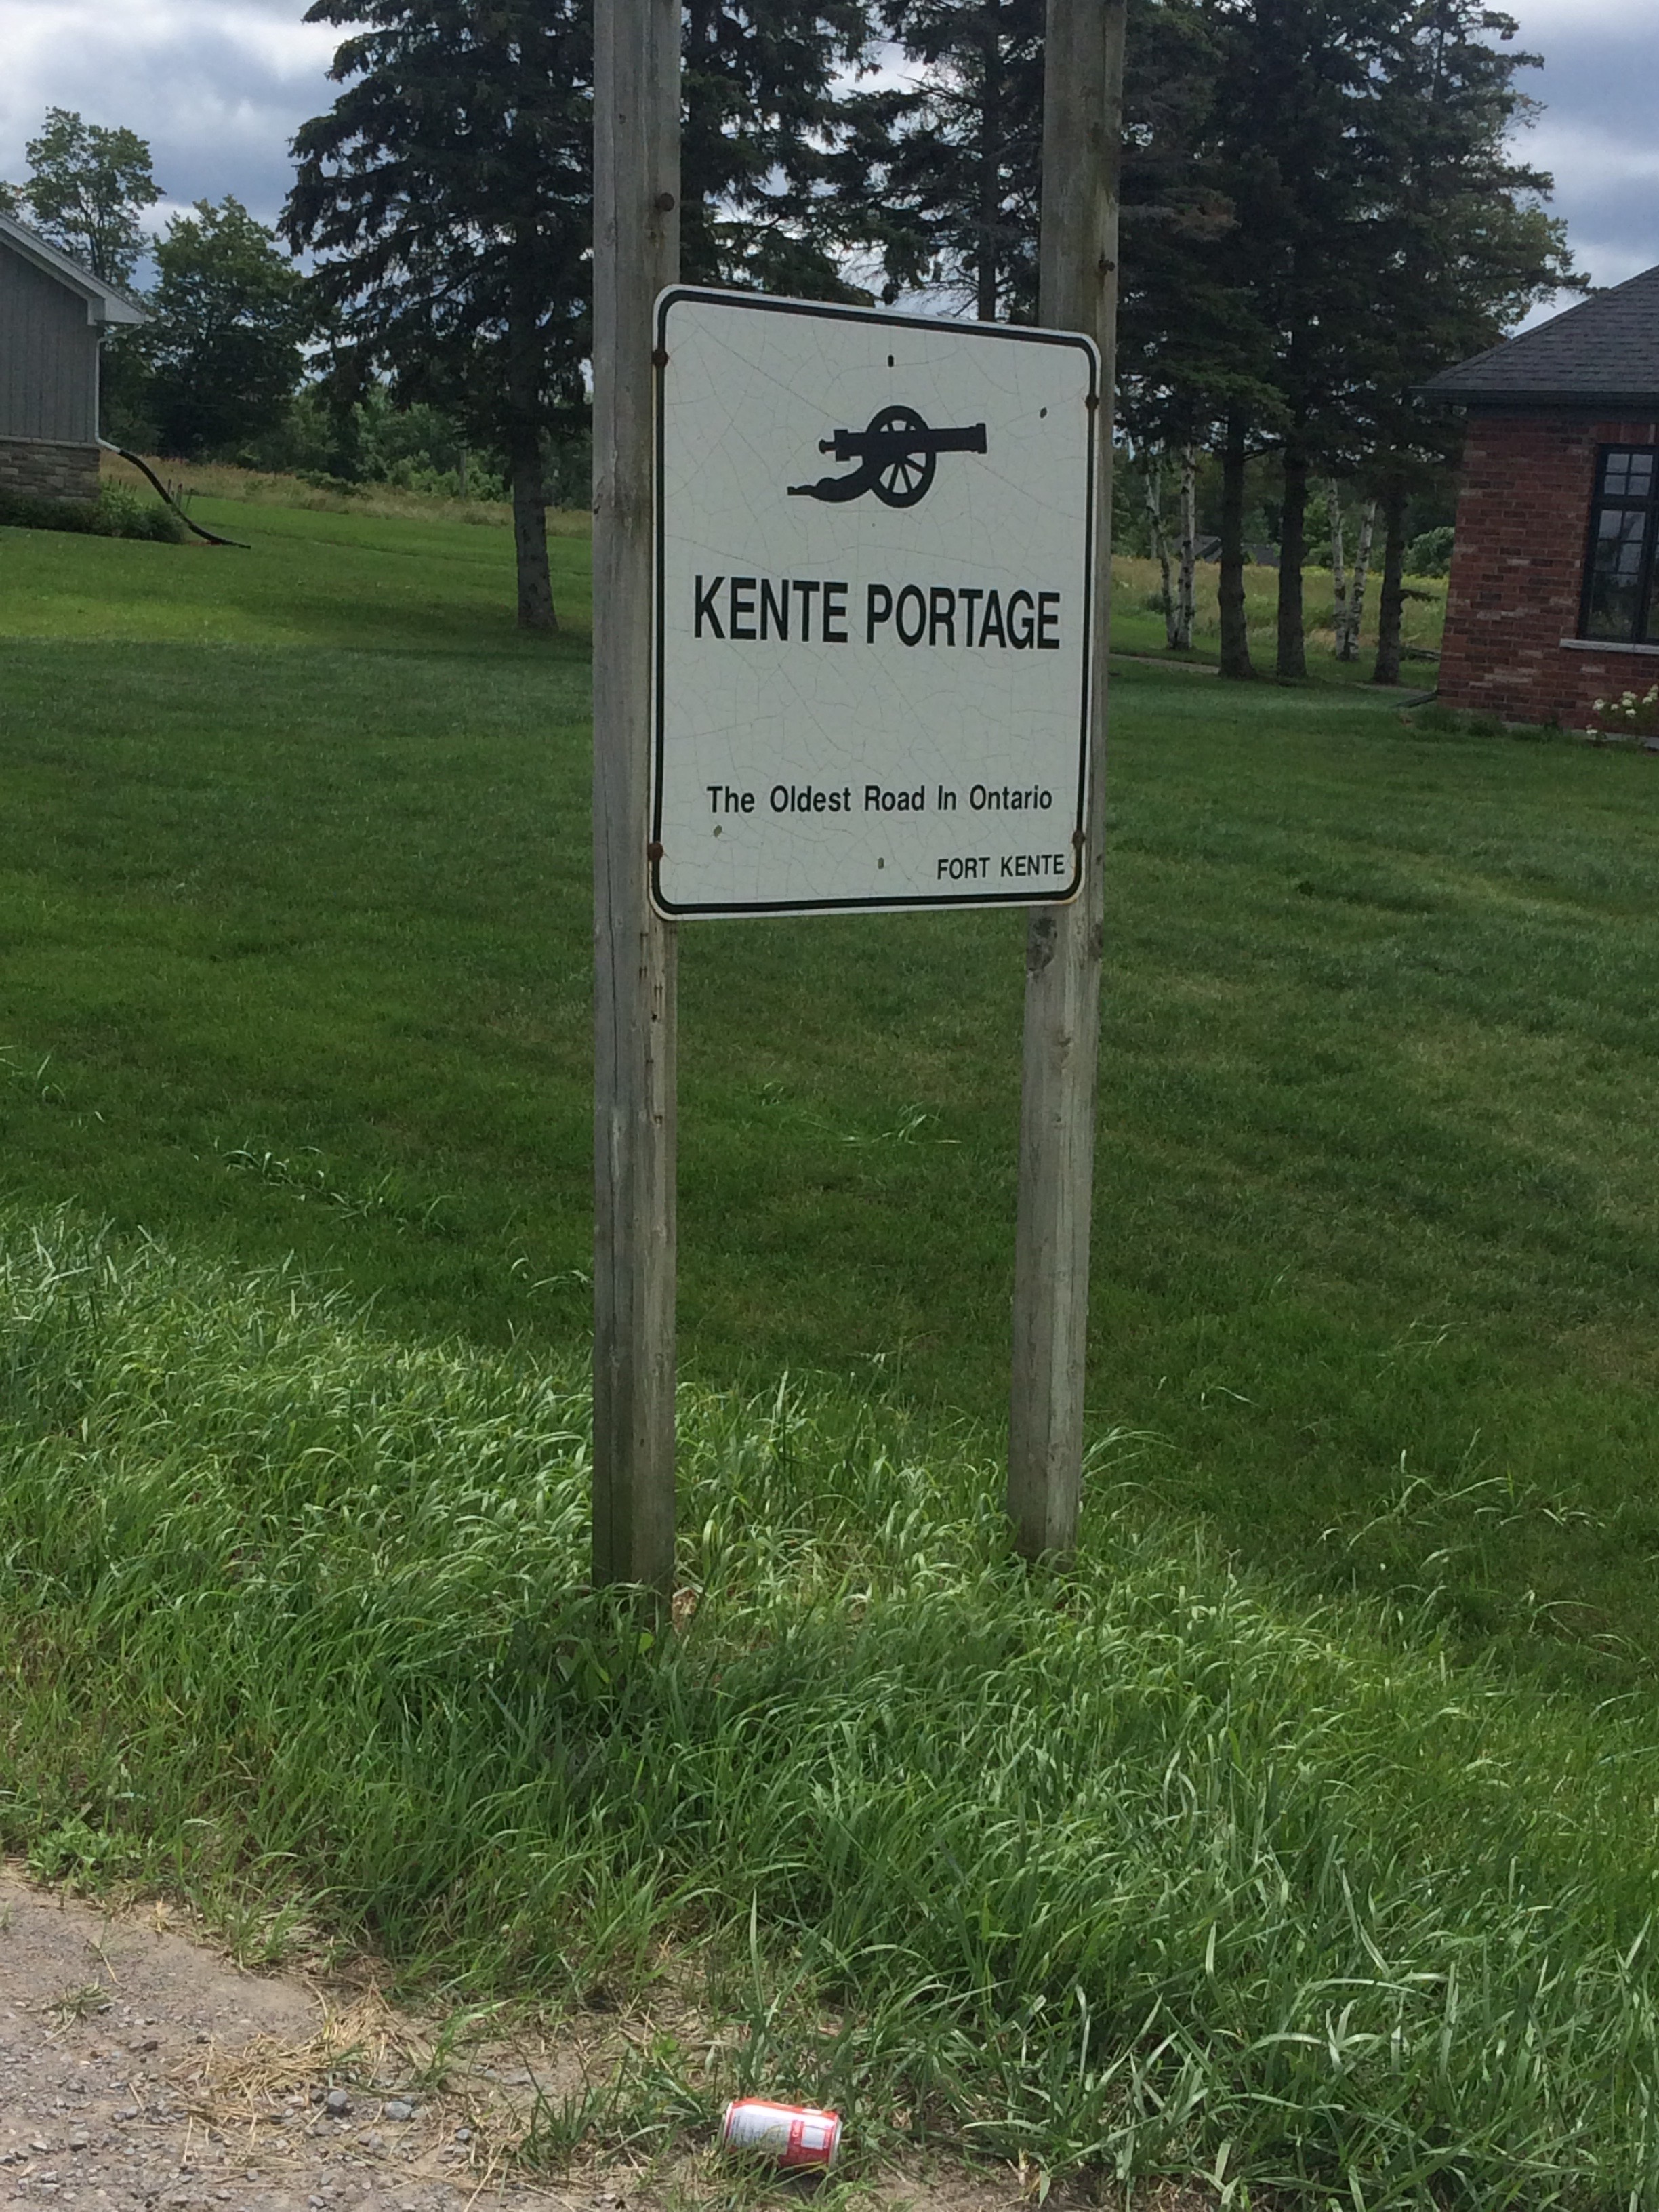 KENTE PORTAGE
The Oldest Road In Ontario
FORT KENTE